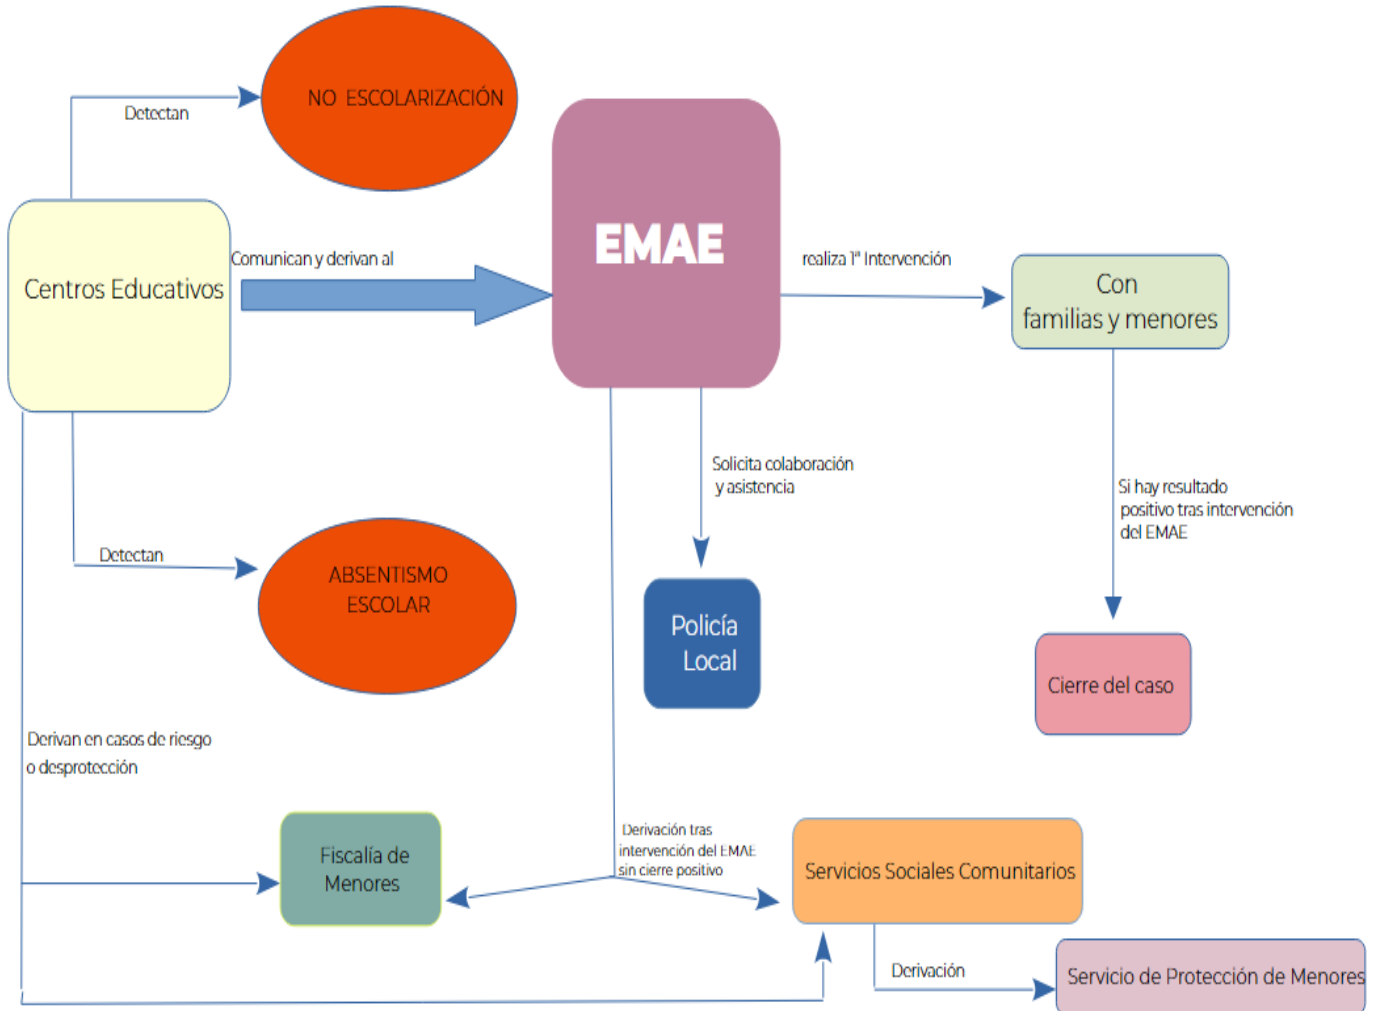 NO ESCOLARIZACIÓN
Detectan
EMAE
Comunican y derivan al
realiza 1ª Intervención
Centros Educativos
Con
familias y menores
Solicita colaboración
y asistencia
Si hay resultado
positivo tras intervención
del EMAE
Detectan
ABSENTISMO
ESCOLAR
Policía
Local
Cierre del caso
Derivan en casos de riesgo
o desprotección
Fiscalía de
Menores
Derivación tras
intervención del EMAE
sin cierre positivo
Servicios Sociales Comunitarios
Derivación
Servicio de Protección de Menores